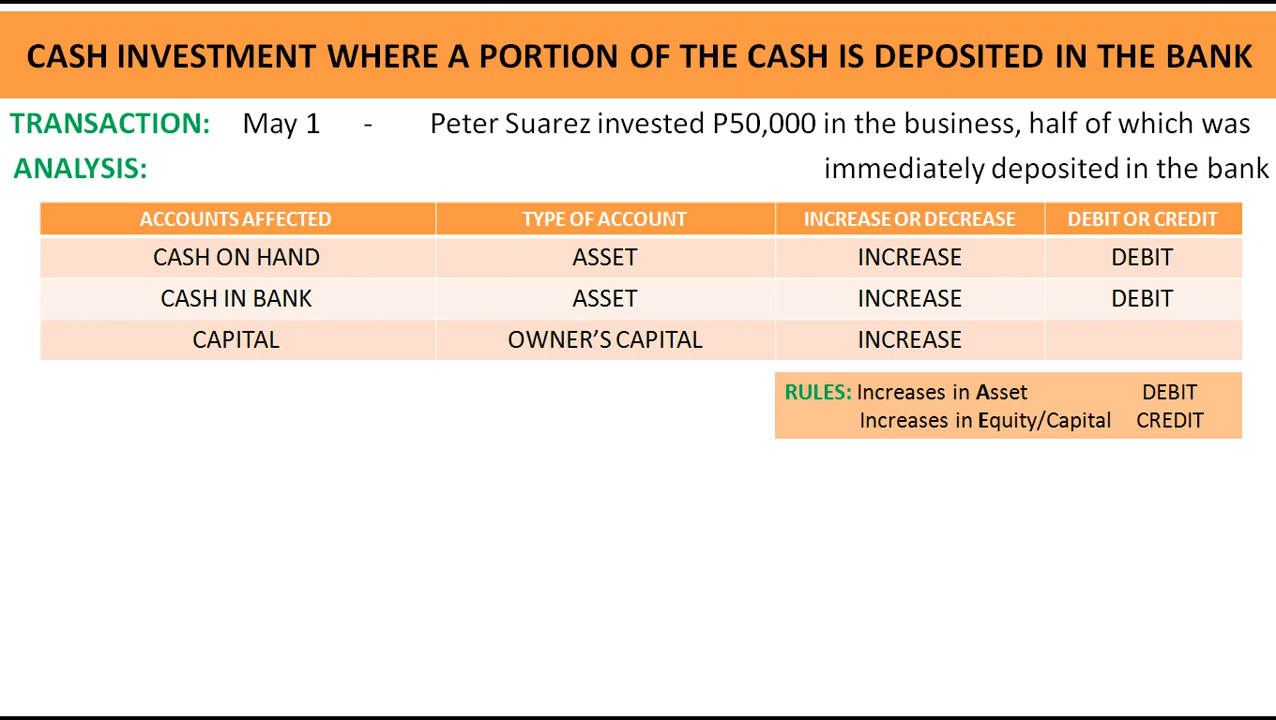 CASH INVESTMENT WHERE A PORTION OF THE CASH IS DEPOSITED IN THE BANK
TRANSACTION: May 1 - Peter Suarez invested P50,000 in the business, half of which was
ANALYSIS: immediately deposited in the bank
ACCOUNTS AFFECTED TYPE OF ACCOUNT INCREASE OR DECREASE DEBIT OR CREDIT
CASH ON HAND ASSET INCREASE DEBIT
CASH IN BANK ASSET INCREASE DEBIT
CAPITAL OWNER’S CAPITAL INCREASE
RULES: Increases in Asset DEBIT
Increases in Equity/Capital CREDIT